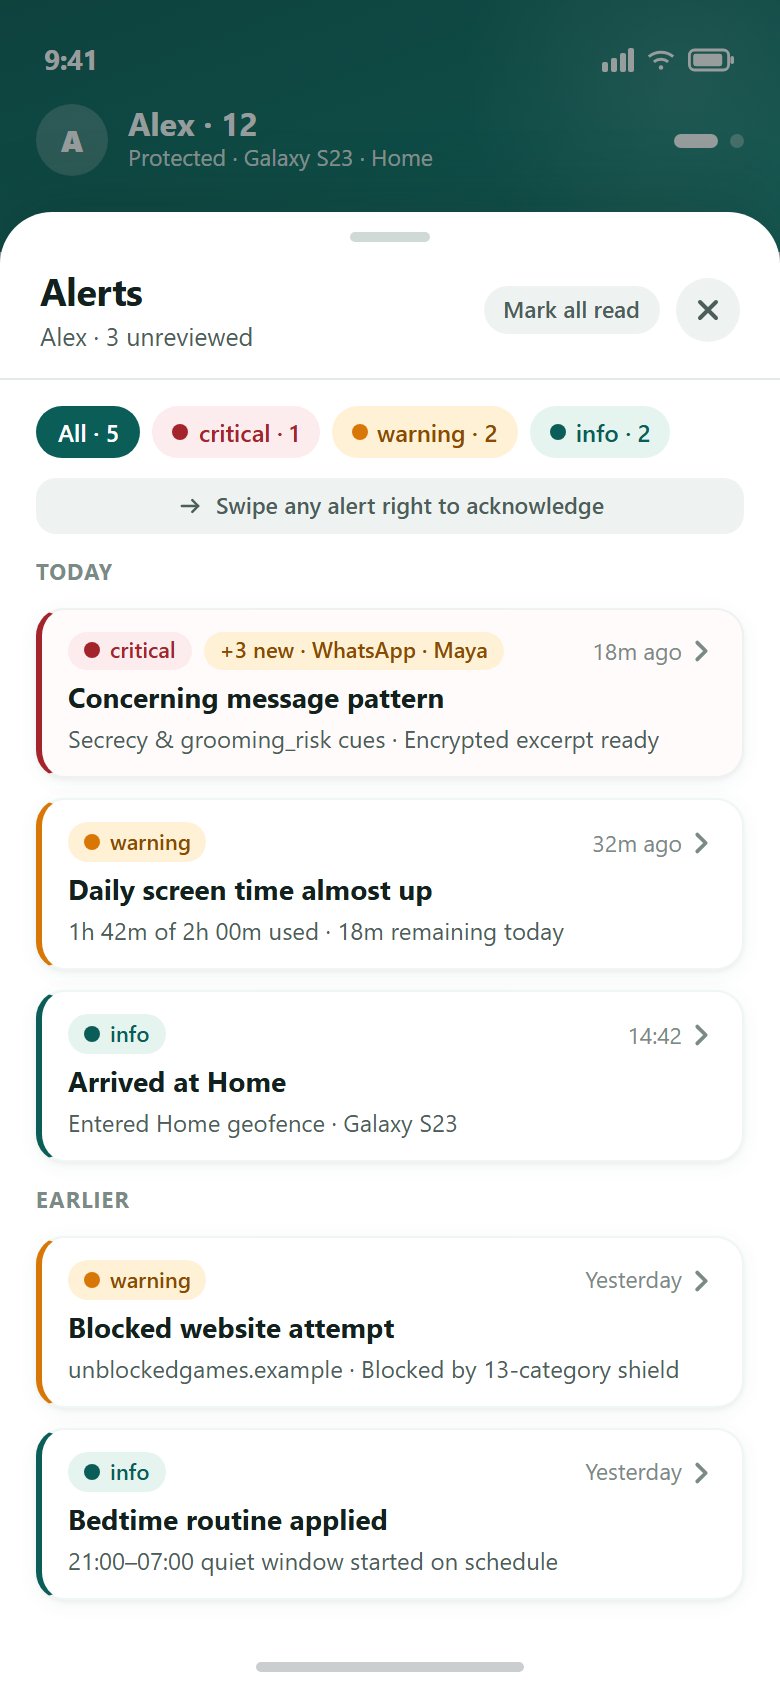 9:41
A
Alex · 12
Protected · Galaxy S23 · Home
Alerts
Alex · 3 unreviewed
Mark all read
All · 5
critical · 1
warning · 2
info · 2
→ Swipe any alert right to acknowledge
TODAY
critical
+3 new · WhatsApp · Maya
18m ago
Concerning message pattern
Secrecy & grooming_risk cues · Encrypted excerpt ready
warning
32m ago
Daily screen time almost up
1h 42m of 2h 00m used · 18m remaining today
info
14:42
Arrived at Home
Entered Home geofence · Galaxy S23
EARLIER
warning
Yesterday
Blocked website attempt
unblockedgames.example · Blocked by 13-category shield
info
Yesterday
Bedtime routine applied
21:00–07:00 quiet window started on schedule